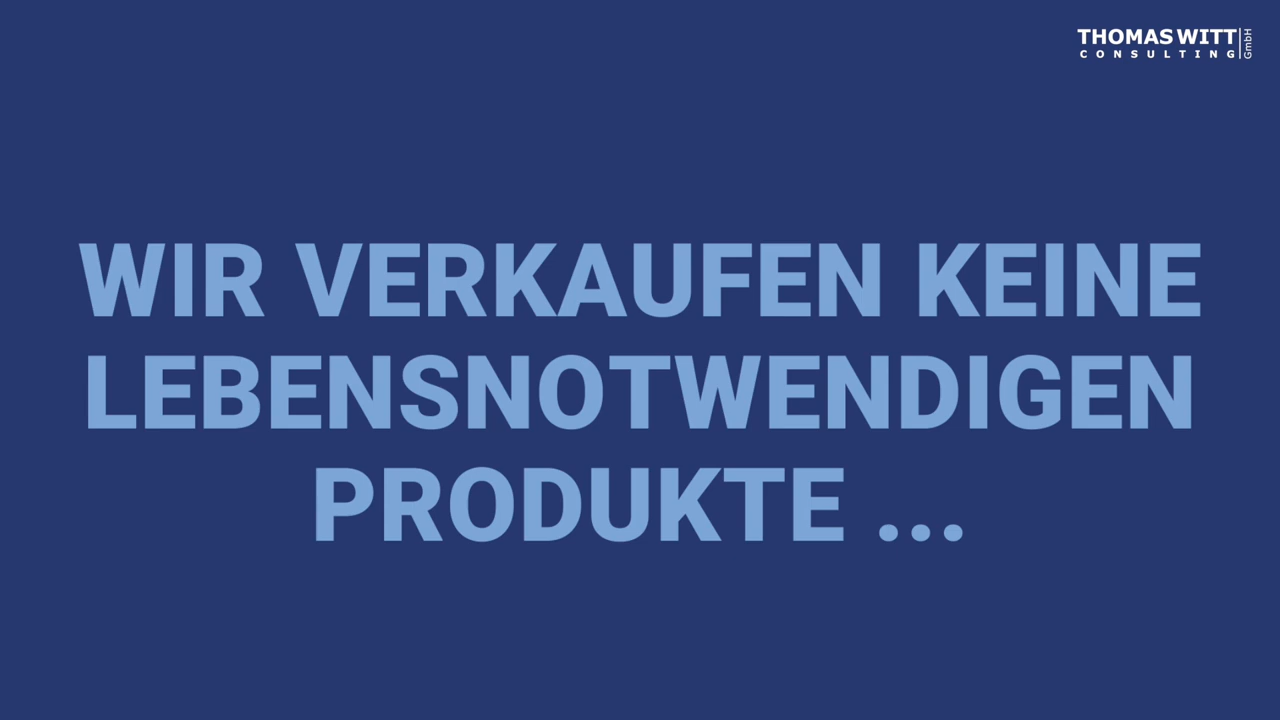 THOMAS WITT
CONSULTING
GmbH
WIR VERKAUFEN KEINE
LEBENSNOTWENDIGEN
PRODUKTE ...